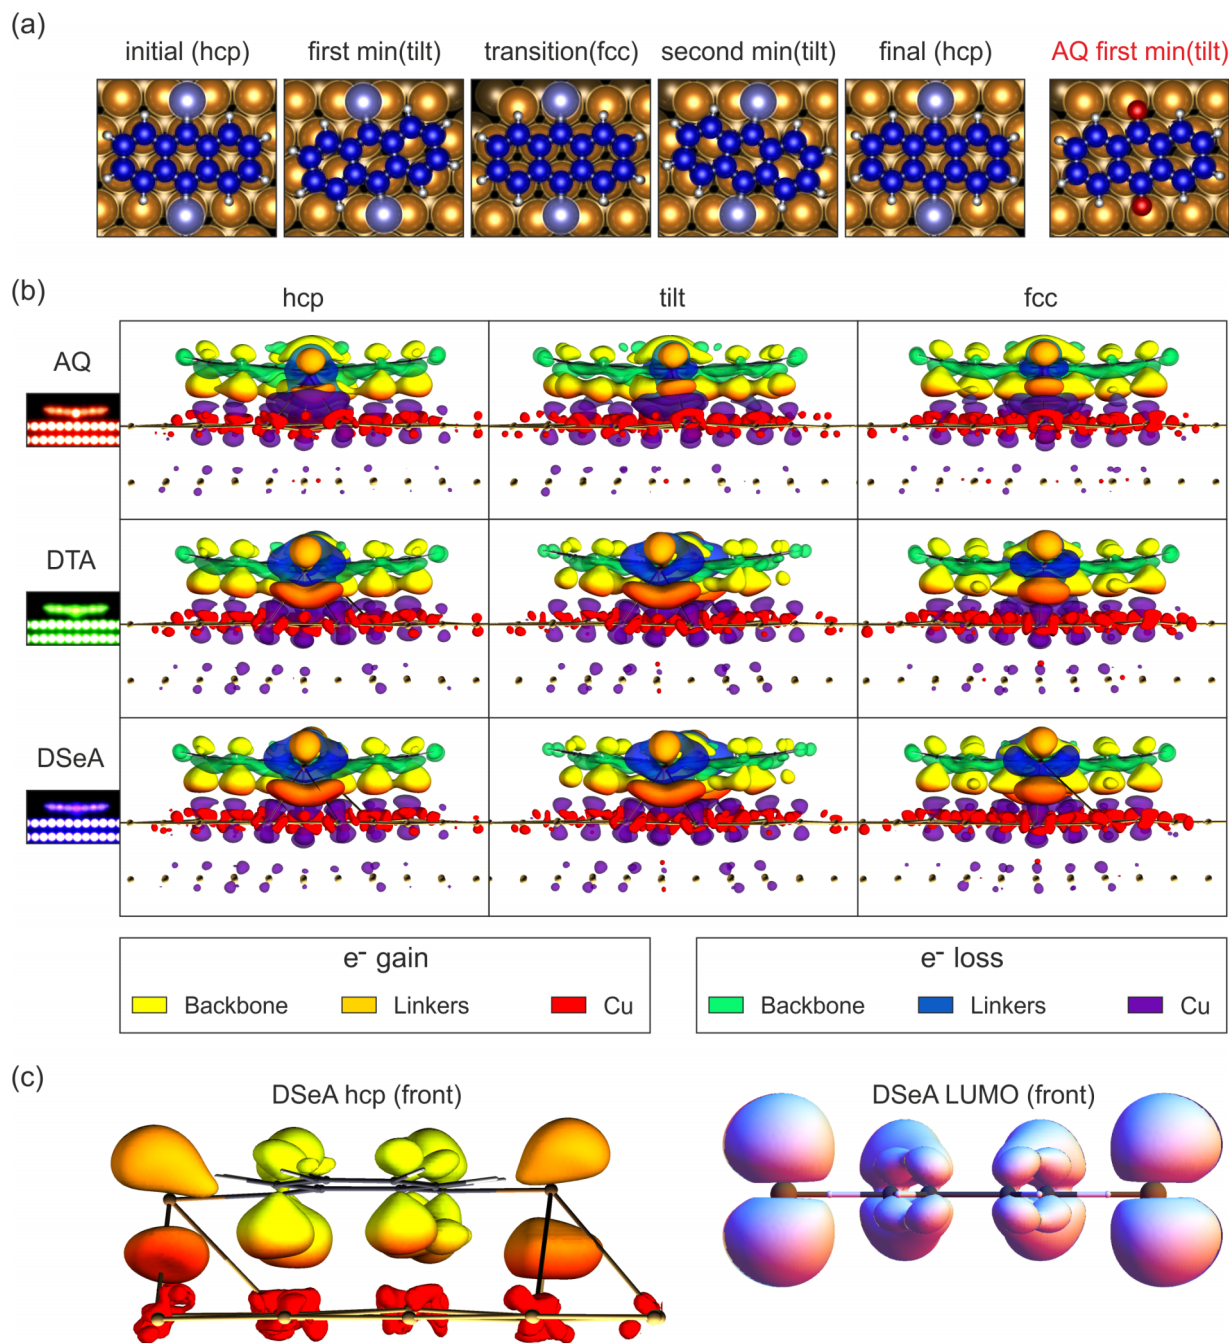 (a)
initial (hcp) first min(tilt) transition(fcc) second min(tilt) final (hcp) AQ first min(tilt)
(b)
hcp tilt fcc
AQ
DTA
DSeA
e⁻ gain
Backbone Linkers Cu
e⁻ loss
Backbone Linkers Cu
(c)
DSeA hcp (front) DSeA LUMO (front)